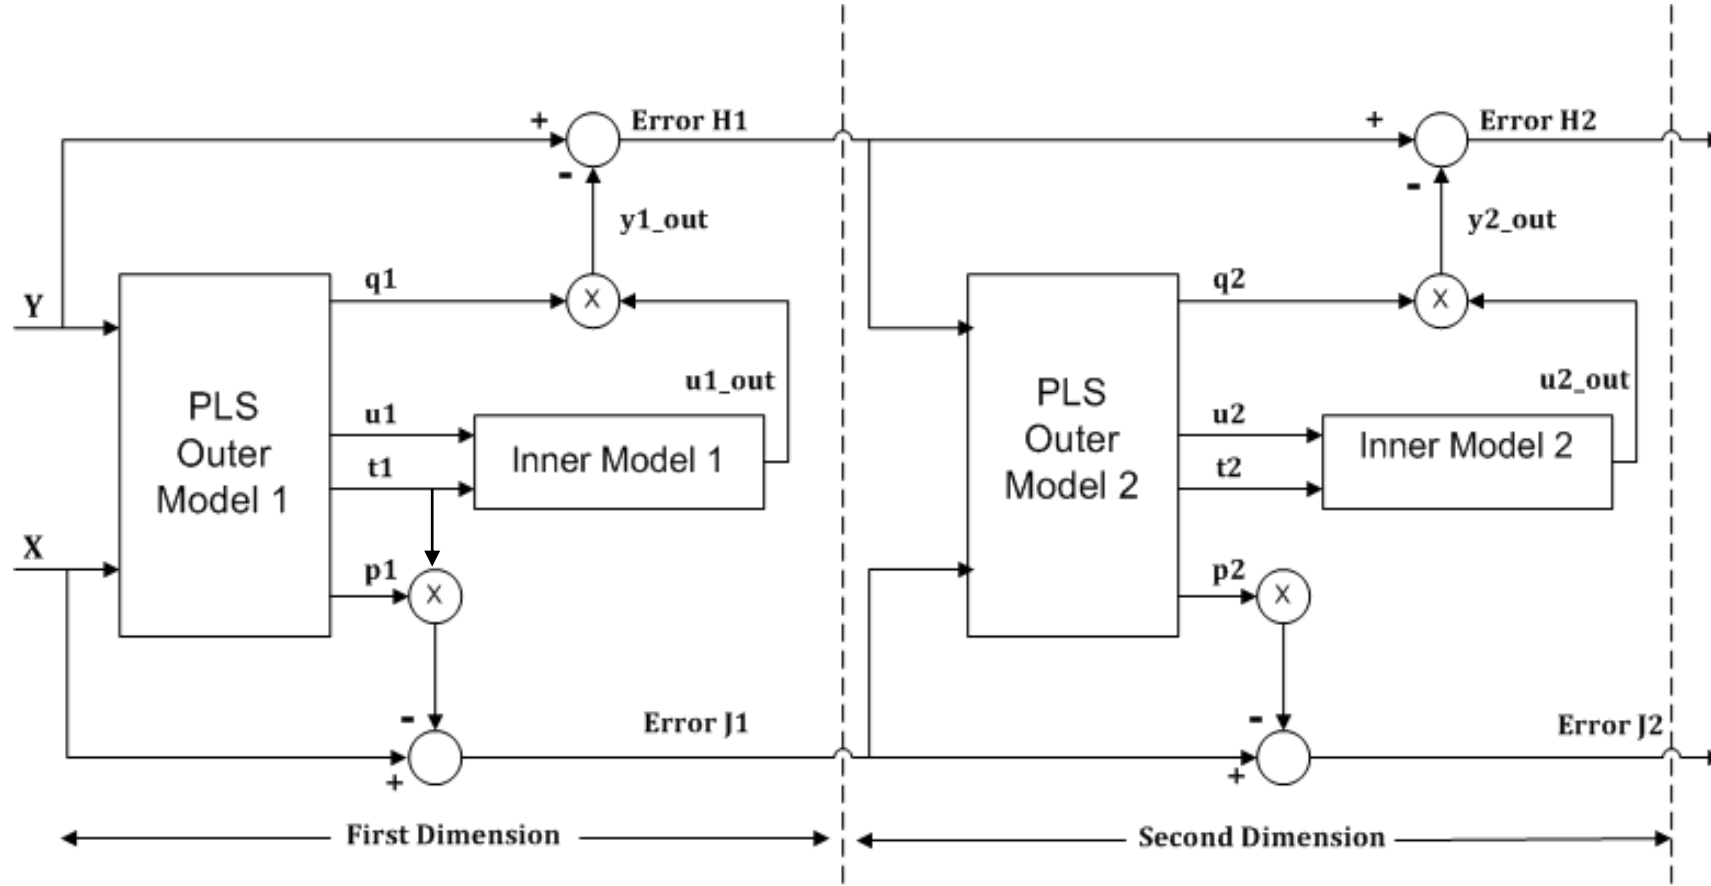 + Error H1 + Error H2
- -
y1_out y2_out
q1 q2
Y X X
u1_out u2_out
PLS
Outer
Model 1
PLS
Outer
Model 2
u1 u2
Inner Model 1 Inner Model 2
t1 t2
X
p1 X p2 X
- Error J1 - Error J2
+ +
First Dimension Second Dimension